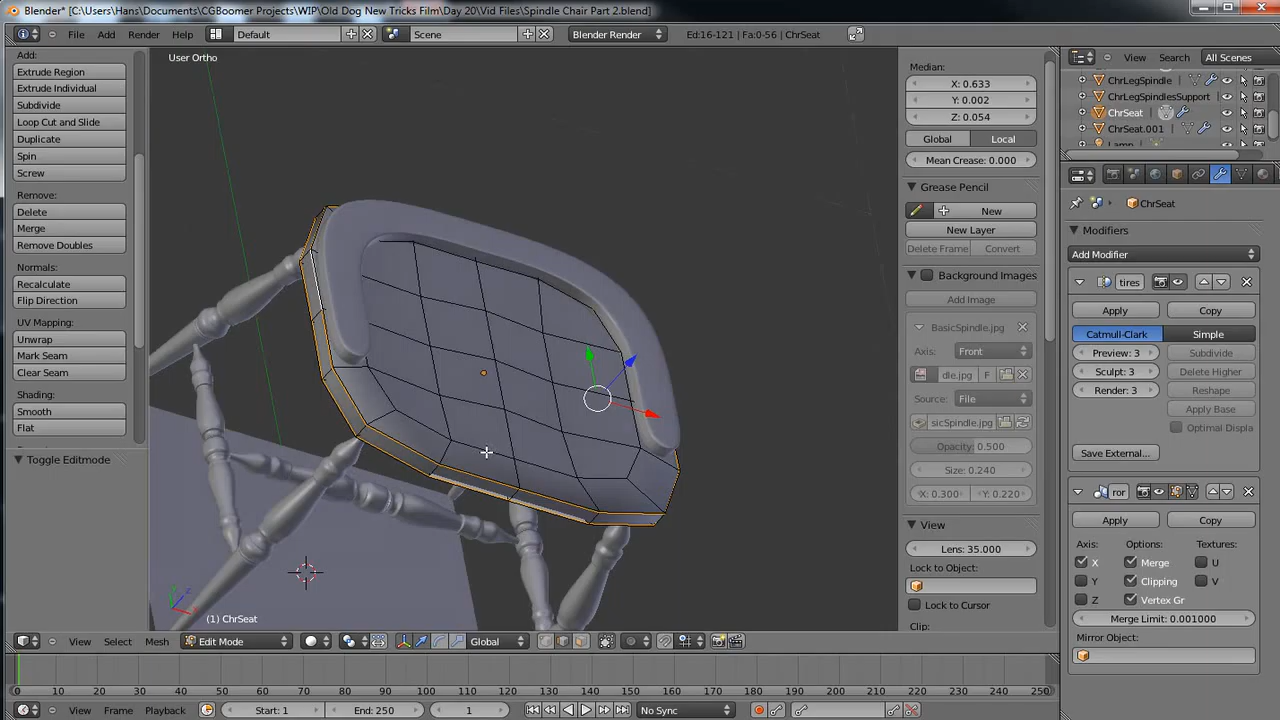 Blender* [C:\Users\Hans\Documents\CGBoomer Projects\WIP\Old Dog New Tricks Film\Day 20\Vid Files\Spindle Chair Part 2.blend]
File Add Render Help Default Scene Blender Render Ed:16-121 | Fa:0-56 | ChrSeat
View Search All Scenes
Add:
Extrude Region
Extrude Individual
Subdivide
Loop Cut and Slide
Duplicate
Spin
Screw
Remove:
Delete
Merge
Remove Doubles
Normals:
Recalculate
Flip Direction
UV Mapping:
Unwrap
Mark Seam
Clear Seam
Shading:
Smooth
Flat
Toggle Editmode
User Ortho
(1) ChrSeat
Median:
X: 0.633
Y: 0.002
Z: 0.054
Global Local
Mean Crease: 0.000
Grease Pencil
New
New Layer
Delete Frame Convert
Background Images
Add Image
BasicSpindle.jpg
Axis: Front
dle.jpg F
Source: File
sicSpindle.jpg
Opacity: 0.500
Size: 0.240
X: 0.300 Y: 0.220
View
Lens: 35.000
Lock to Object:
Lock to Cursor
Clip:
ChrLegSpindle
ChrLegSpindlesSupport
ChrSeat
ChrSeat.001
Lamp
ChrSeat
Modifiers
Add Modifier
tires
Apply Copy
Catmull-Clark Simple
Preview: 3 Subdivide
Sculpt: 3 Delete Higher
Render: 3 Reshape
Apply Base
Optimal Displa
Save External...
ror
Apply Copy
Axis: Options: Textures:
X Merge U
Y Clipping V
Z Vertex Gr
Merge Limit: 0.001000
Mirror Object:
View Select Mesh Edit Mode Global
0 10 20 30 40 50 60 70 80 90 100 110 120 130 140 150 160 170 180 190 200 210 220 230 240 250
View Frame Playback Start: 1 End: 250 1 No Sync